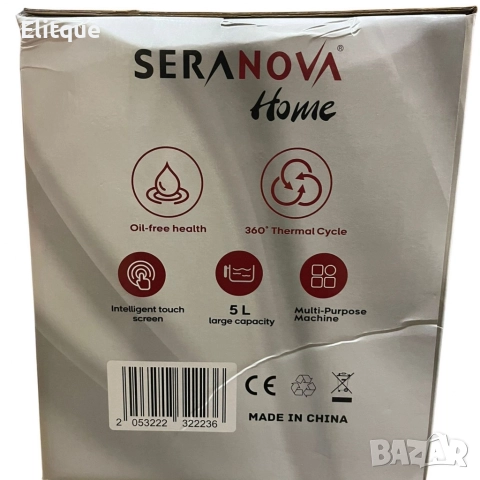 Elitque
SERANOVA®
Home
Oil-free health
360° Thermal Cycle
Intelligent touch
screen
5 L
large capacity
Multi-Purpose
Machine
2 053222 322236
CE
MADE IN CHINA
BAZAR